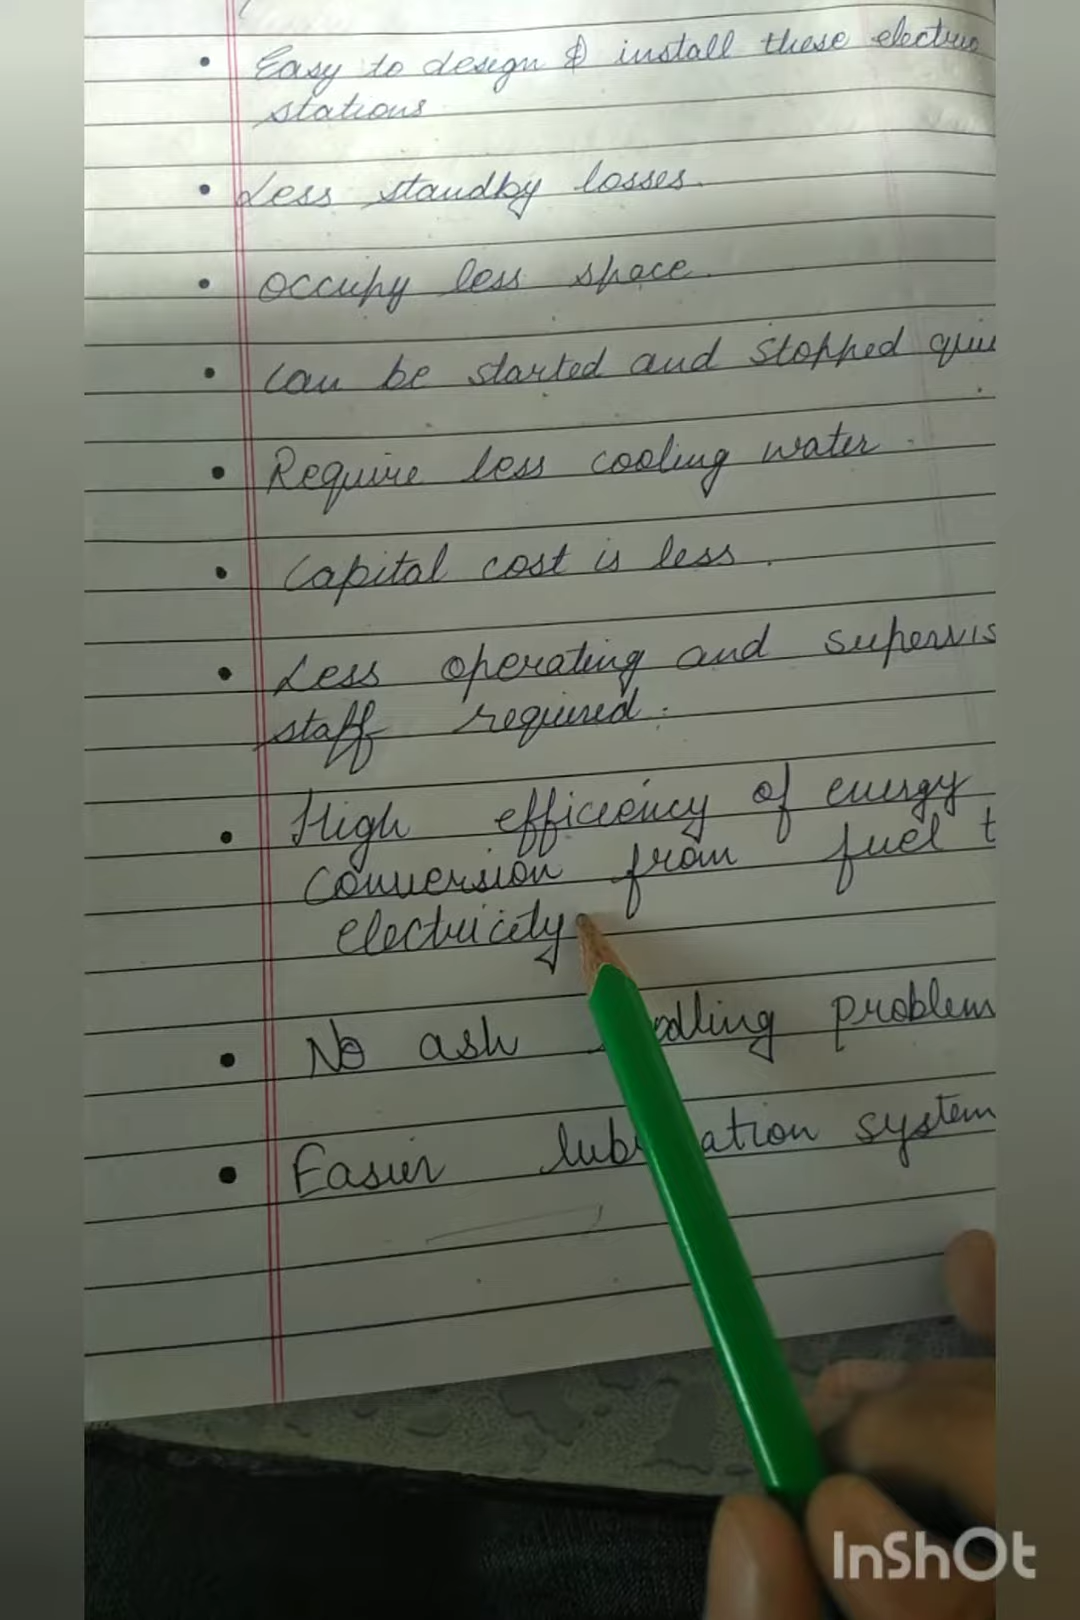 • Easy to design & install these electric
stations
• Less standby losses.
• Occupy less space.
• Can be started and stopped
• Require less cooling water.
• Capital cost is less.
• Less operating and supervis
staff required.
• High efficiency of energy
conversion from fuel t
electricity
• No ash problem
• Easier system
InShOt